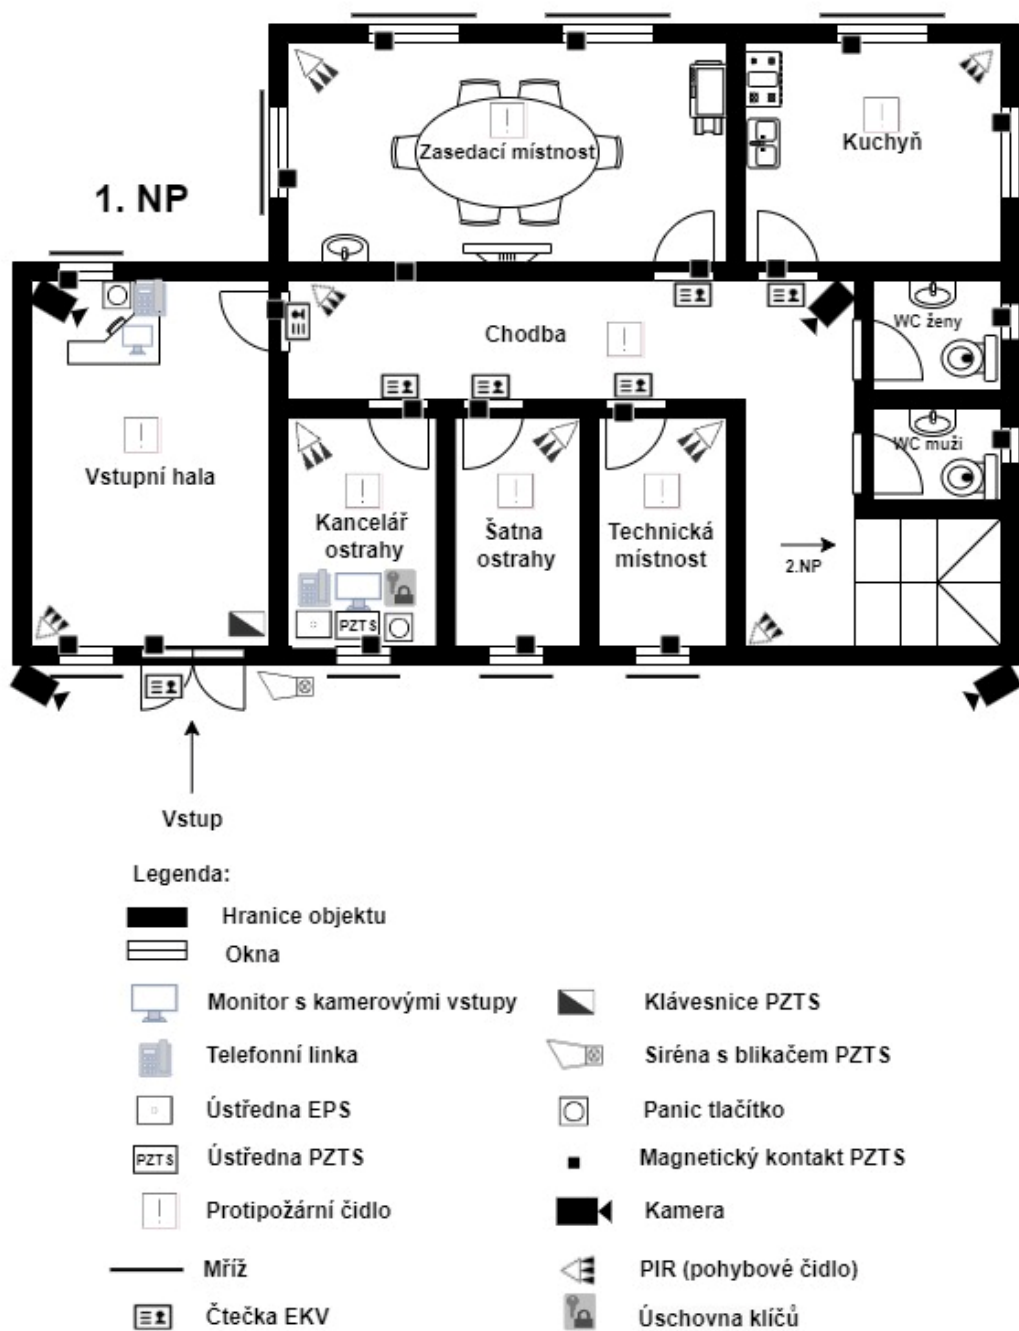 1. NP
Zasedací místnost
Kuchyň
Chodba
WC ženy
WC muži
Vstupní hala
Kancelář
ostrahy
Šatna
ostrahy
Technická
místnost
2.NP
PZTS
Vstup
Legenda:
Hranice objektu
Okna
Monitor s kamerovými vstupy
Klávesnice PZTS
Telefonní linka
Siréna s blikačem PZTS
Ústředna EPS
Panic tlačítko
PZTS
Ústředna PZTS
Magnetický kontakt PZTS
Protipožární čidlo
Kamera
Mříž
PIR (pohybové čidlo)
Čtečka EKV
Úschovna klíčů